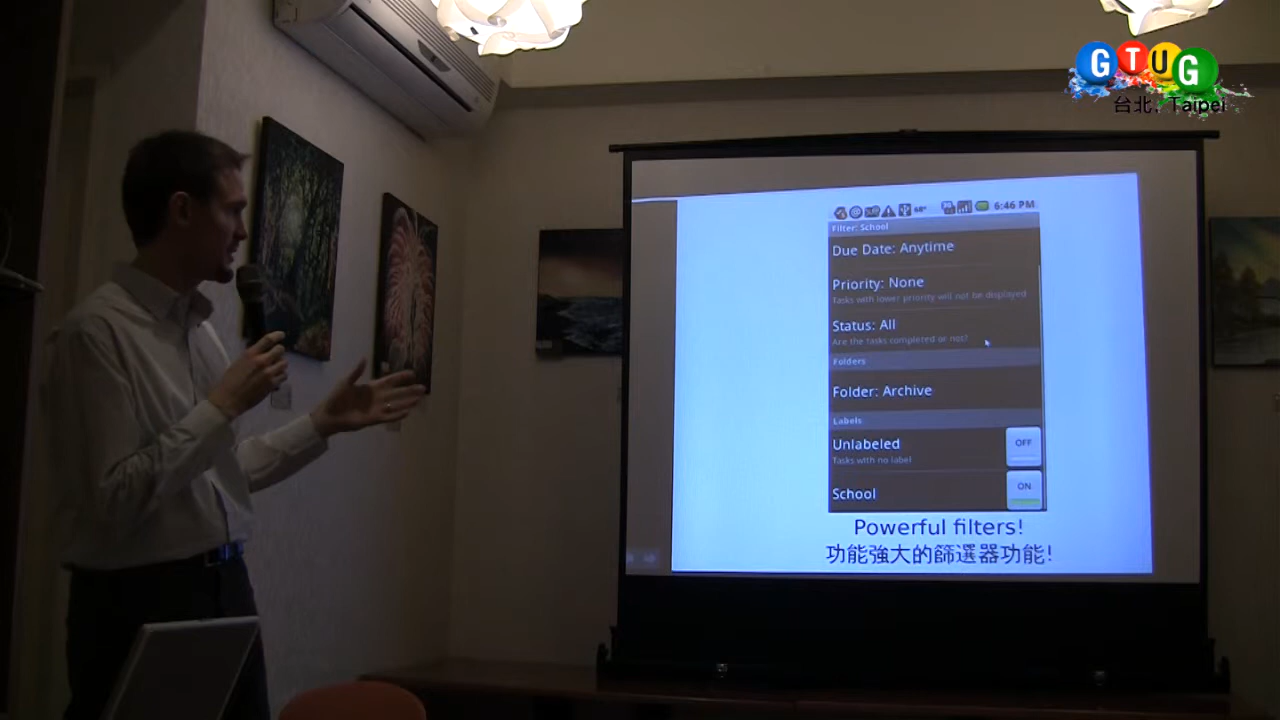 GTUG
台北, Taipei
68° 6:46 PM
Filter: School
Due Date: Anytime
Priority: None
Tasks with lower priority will not be displayed
Status: All
Are the tasks completed or not?
Folders
Folder: Archive
Labels
Unlabeled
OFF
Tasks with no label
School
ON
Powerful filters!
功能強大的篩選器功能!